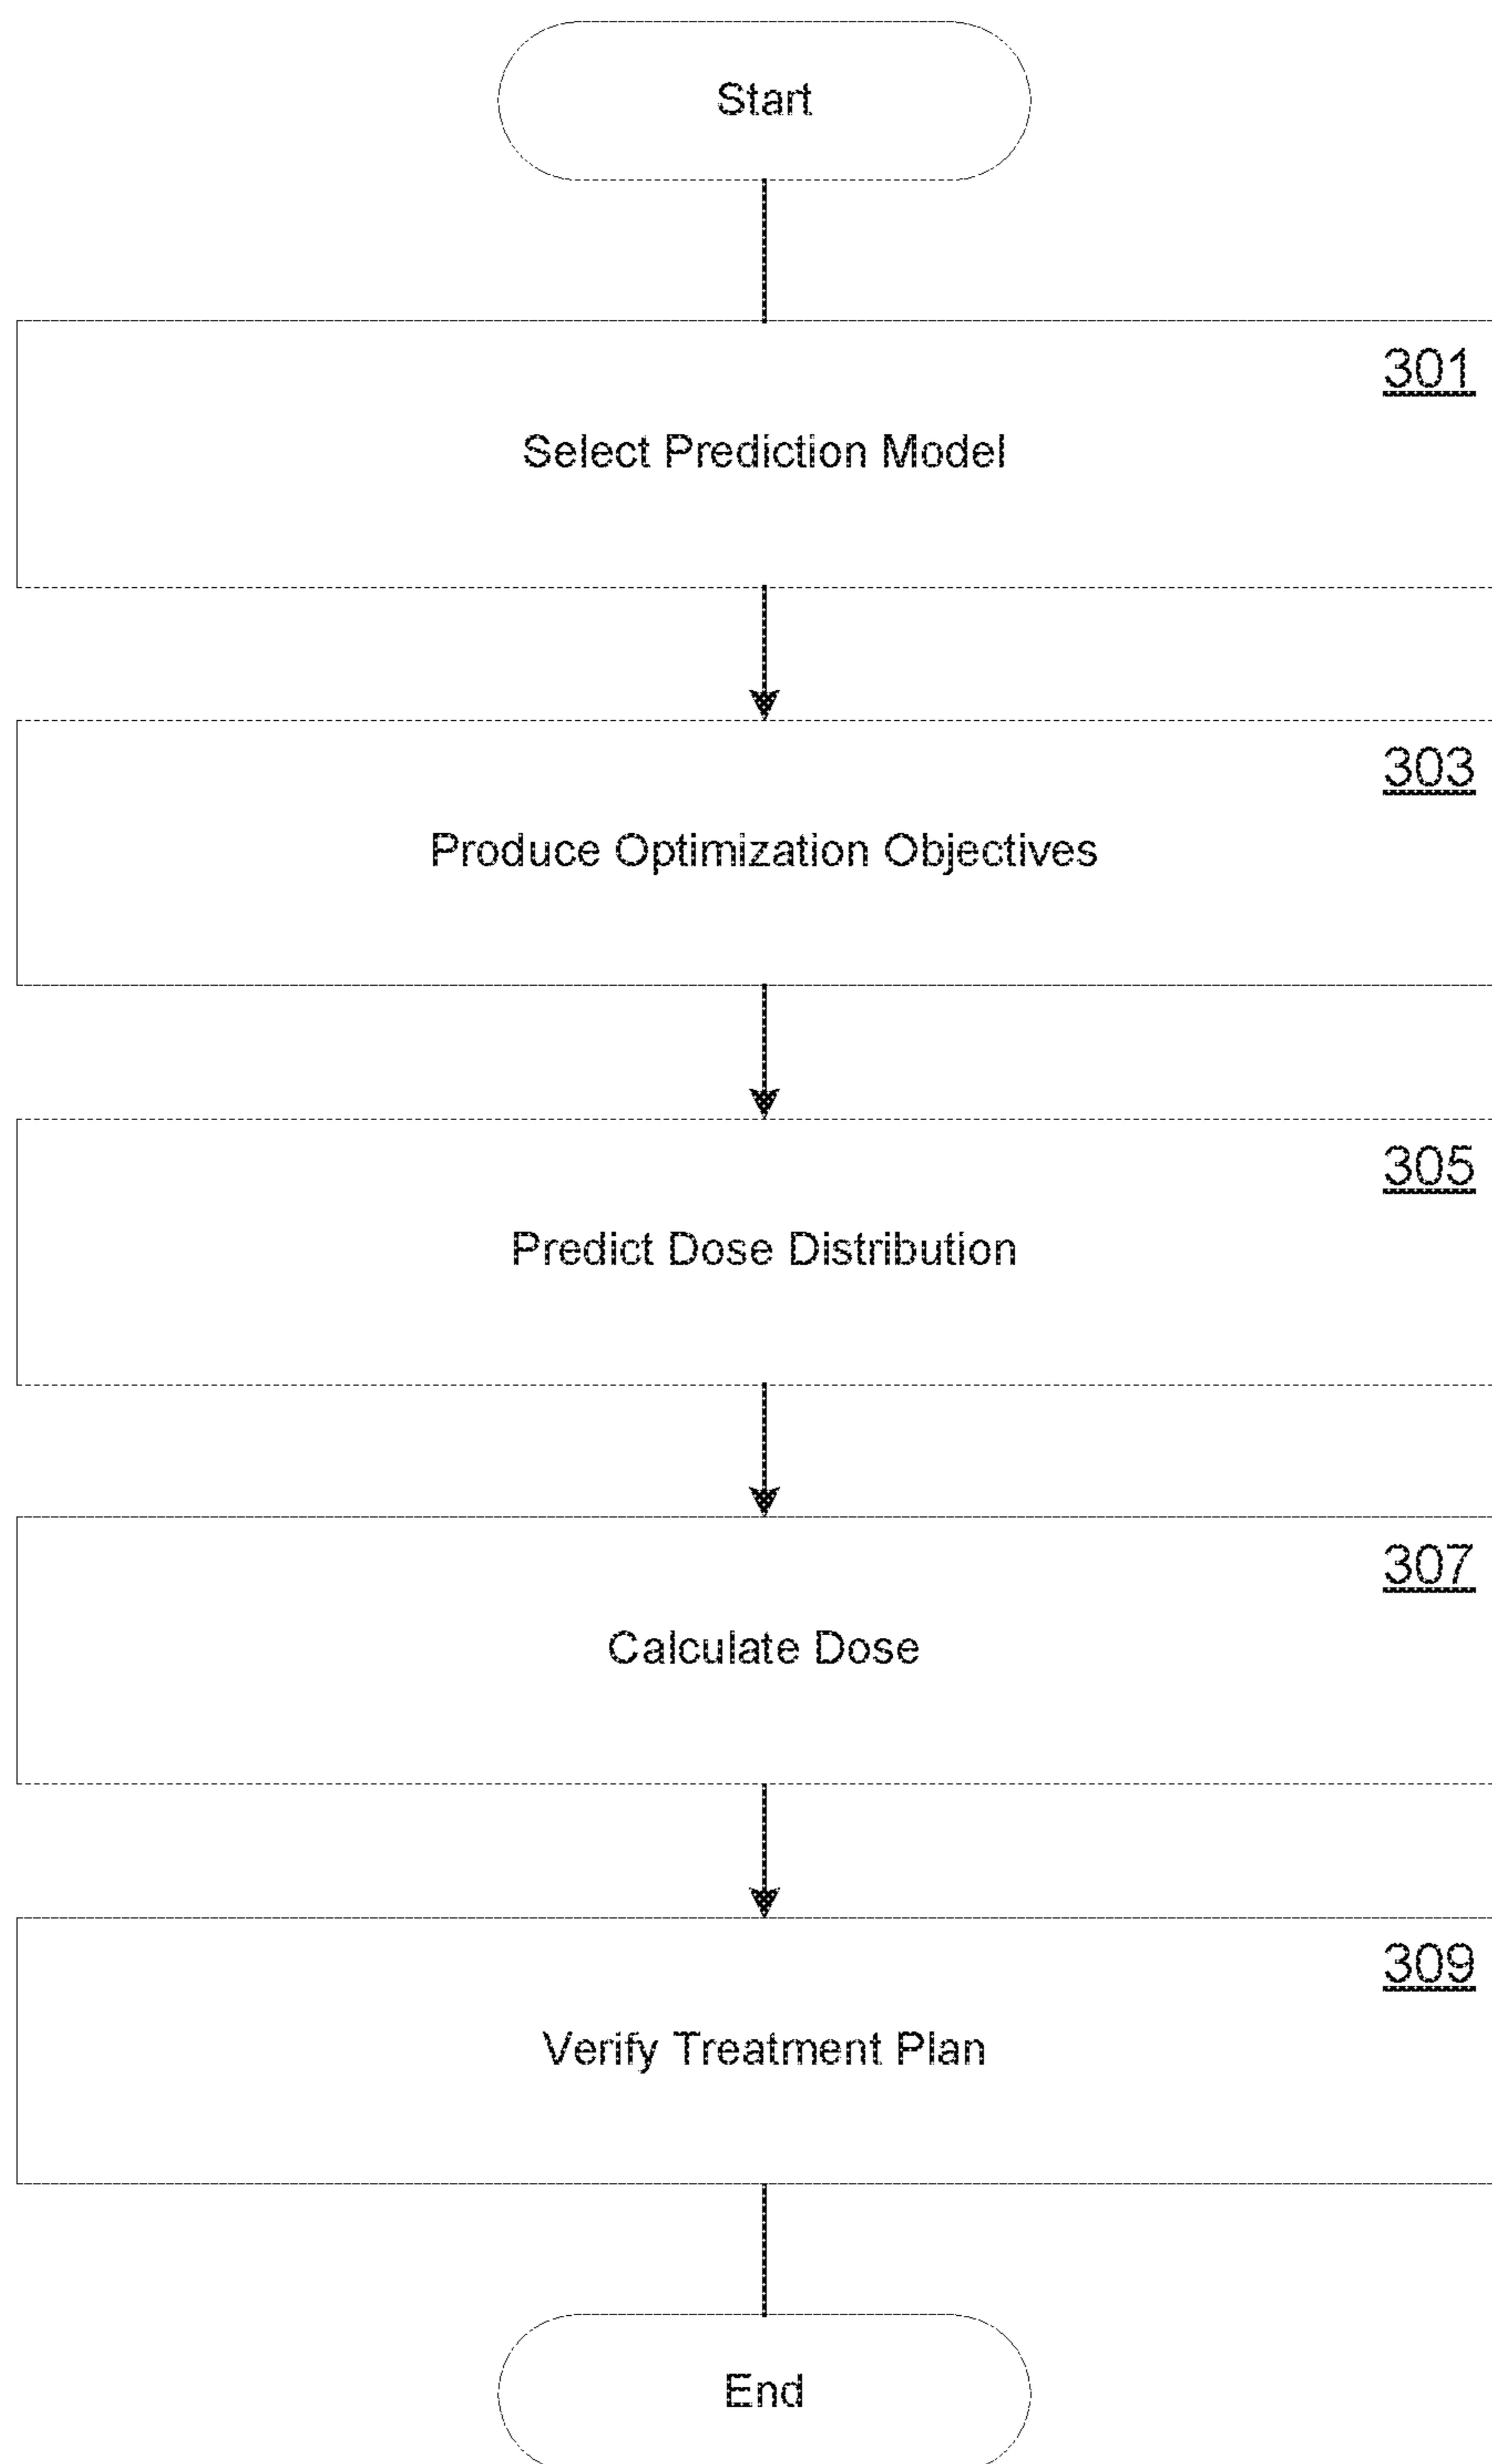 Start
301
Select Prediction Model
303
Produce Optimization Objectives
305
Predict Dose Distribution
307
Calculate Dose
309
Verify Treatment Plan
End